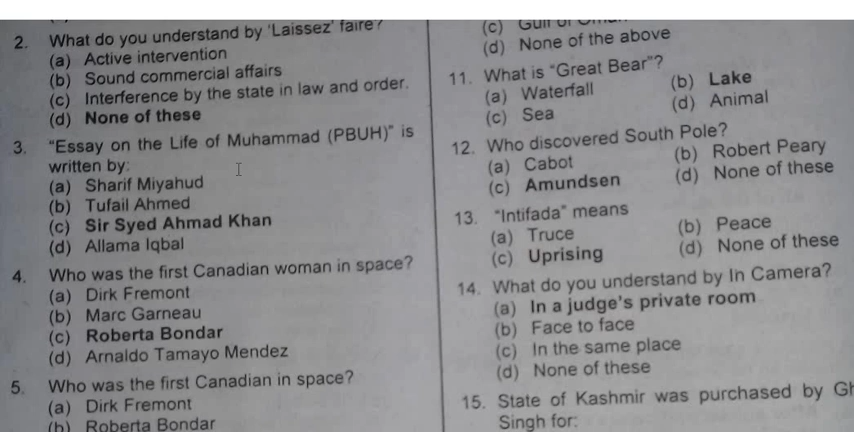 2. What do you understand by 'Laissez' faire?
(a) Active intervention
(b) Sound commercial affairs
(c) Interference by the state in law and order.
(d) None of these
3. "Essay on the Life of Muhammad (PBUH)" is
written by:
(a) Sharif Miyahud
(b) Tufail Ahmed
(c) Sir Syed Ahmad Khan
(d) Allama Iqbal
4. Who was the first Canadian woman in space?
(a) Dirk Fremont
(b) Marc Garneau
(c) Roberta Bondar
(d) Arnaldo Tamayo Mendez
5. Who was the first Canadian in space?
(a) Dirk Fremont
(b) Roberta Bondar
(c) Gulf of Oman
(d) None of the above
11. What is "Great Bear"?
(a) Waterfall (b) Lake
(c) Sea (d) Animal
12. Who discovered South Pole?
(a) Cabot (b) Robert Peary
(c) Amundsen (d) None of these
13. "Intifada" means
(a) Truce (b) Peace
(c) Uprising (d) None of these
14. What do you understand by In Camera?
(a) In a judge's private room
(b) Face to face
(c) In the same place
(d) None of these
15. State of Kashmir was purchased by
Singh for: